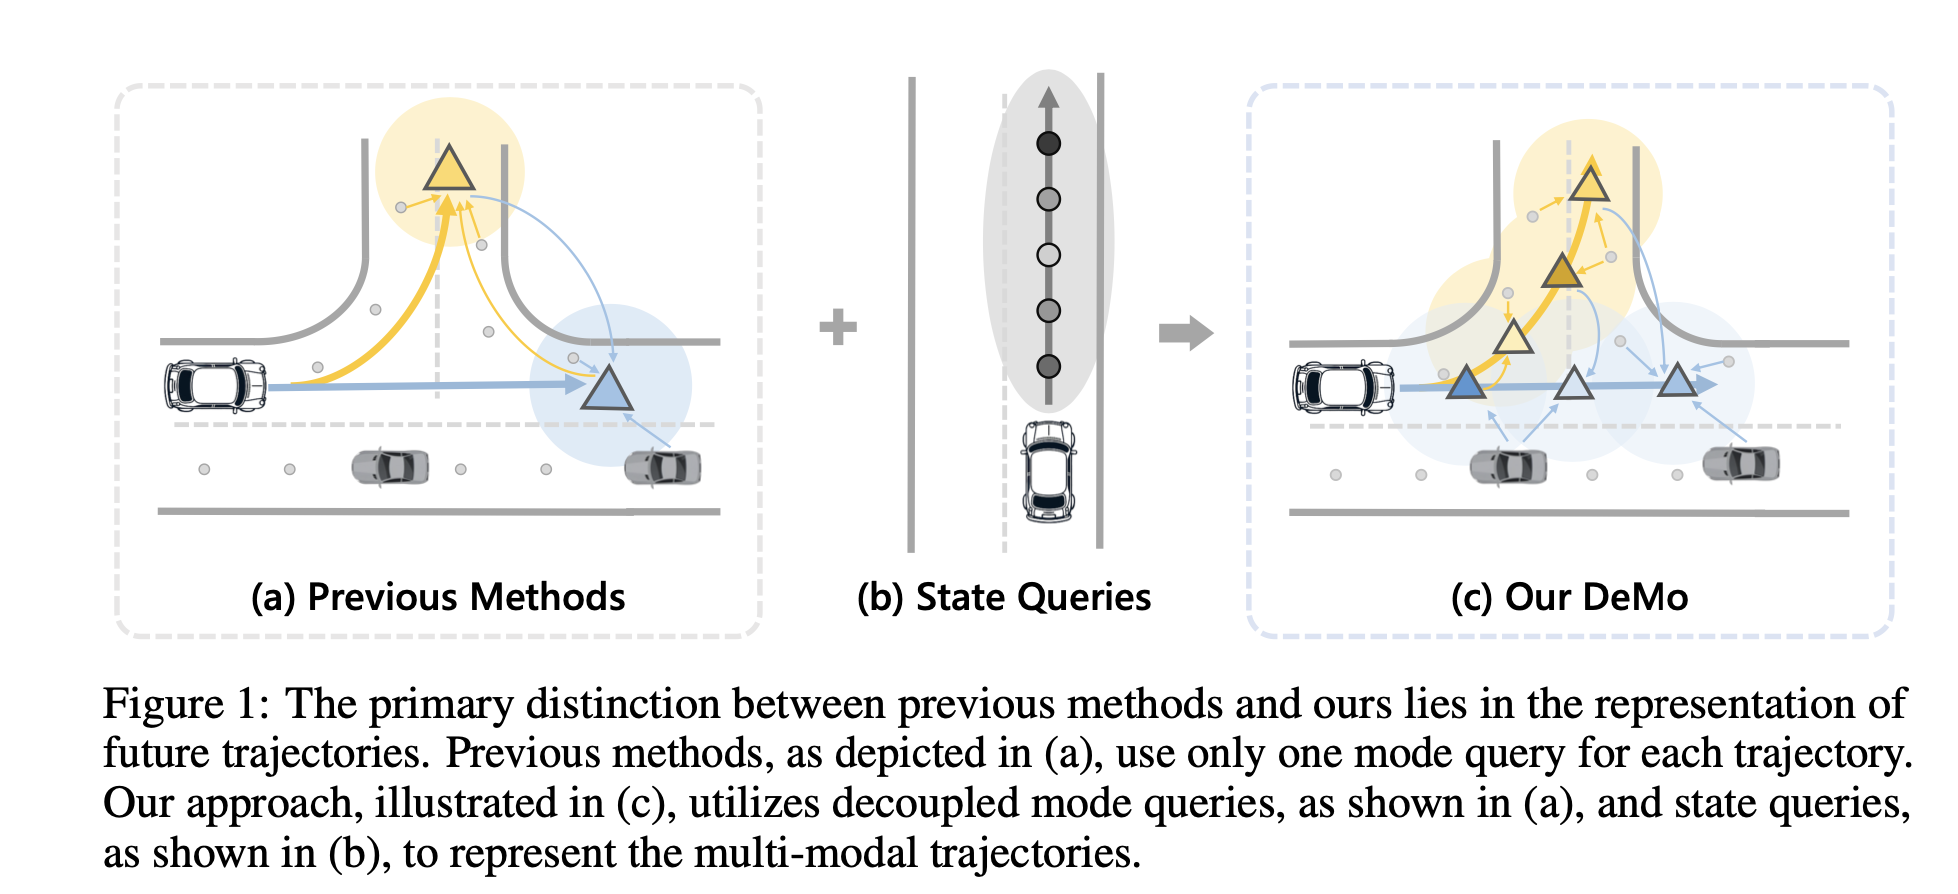 (a) Previous Methods
(b) State Queries
(c) Our DeMo
Figure 1: The primary distinction between previous methods and ours lies in the representation of
future trajectories. Previous methods, as depicted in (a), use only one mode query for each trajectory.
Our approach, illustrated in (c), utilizes decoupled mode queries, as shown in (a), and state queries,
as shown in (b), to represent the multi-modal trajectories.